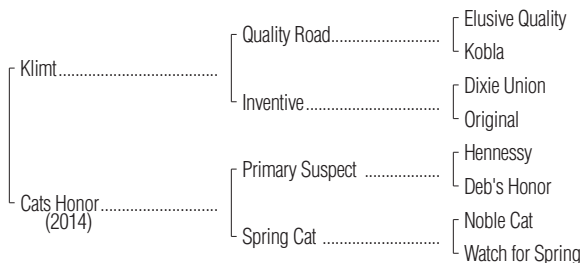 Elusive Quality
Quality Road
Kobla
Klimt
Dixie Union
Inventive
Original
Hennessy
Primary Suspect
Deb's Honor
Cats Honor
(2014)
Noble Cat
Spring Cat
Watch for Spring